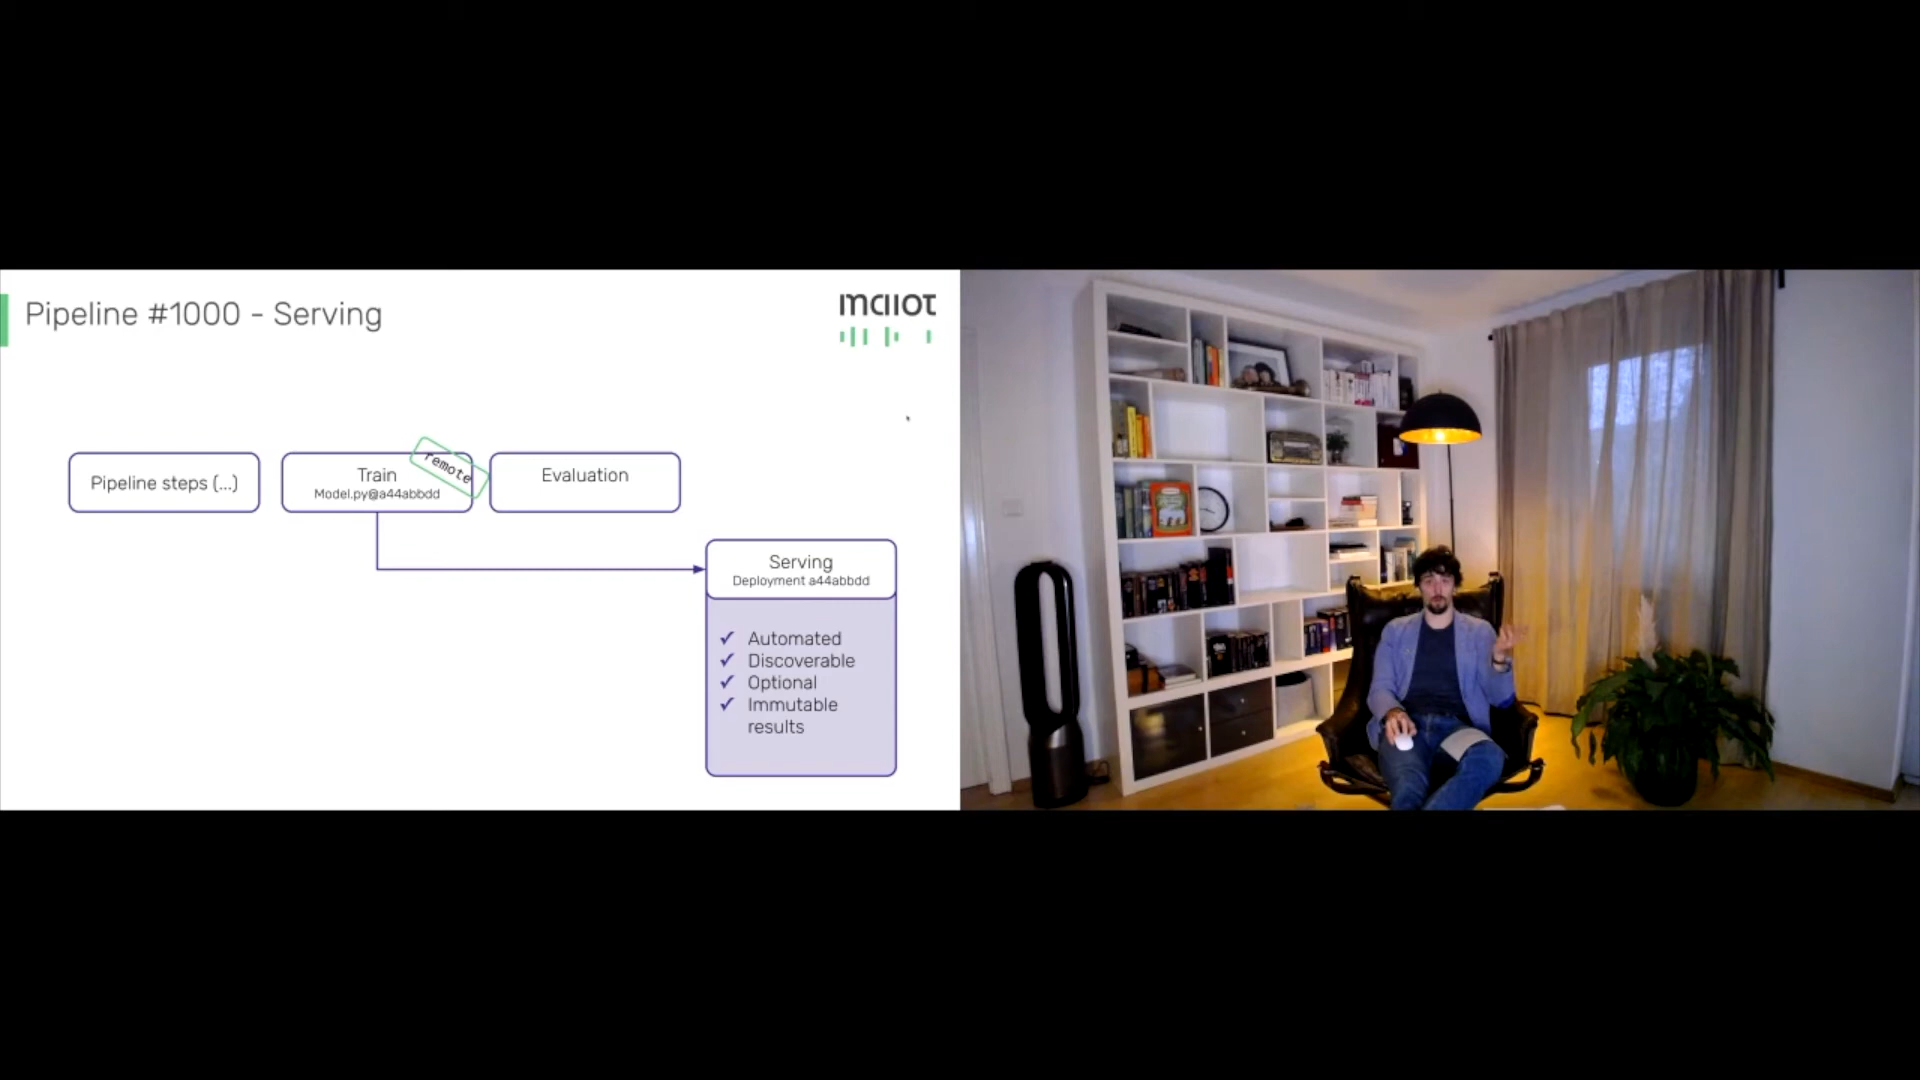 Pipeline #1000 - Serving
maiot
Pipeline steps (...)
Train
Model.py@a44abbdd
remote
Evaluation
Serving
Deployment a44abbdd
✓ Automated
✓ Discoverable
✓ Optional
✓ Immutable
results